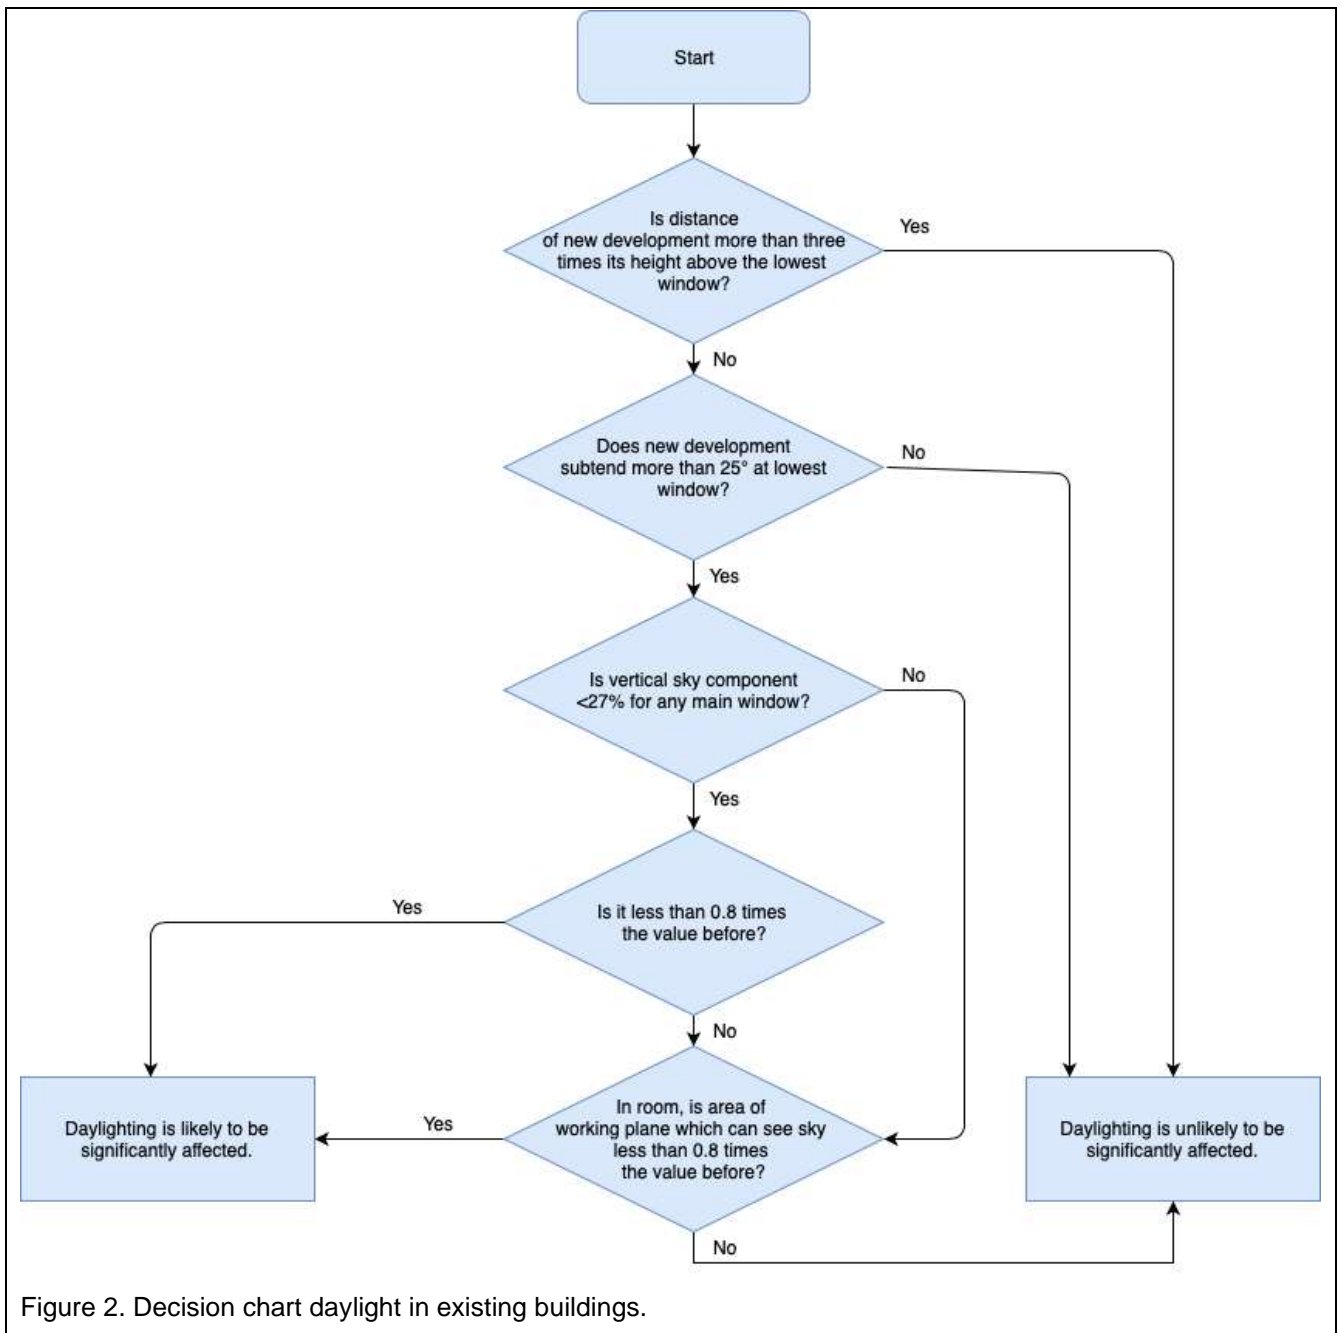 Start
Is distance
of new development more than three
times its height above the lowest
window?
Yes
No
Does new development
subtend more than 25° at lowest
window?
No
Yes
Is vertical sky component
<27% for any main window?
No
Yes
Is it less than 0.8 times
the value before?
Yes
No
In room, is area of
working plane which can see sky
less than 0.8 times
the value before?
Yes
No
Daylighting is likely to be
significantly affected.
Daylighting is unlikely to be
significantly affected.
Figure 2. Decision chart daylight in existing buildings.